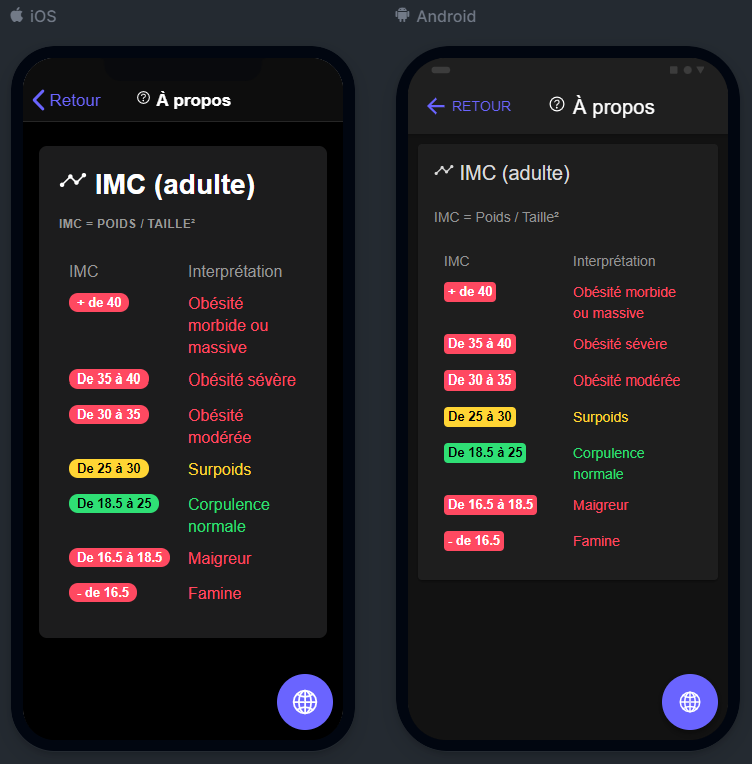 iOS
Retour
À propos
IMC (adulte)
IMC = POIDS / TAILLE²
IMC Interprétation
+ de 40 Obésité
morbide ou
massive
De 35 à 40 Obésité sévère
De 30 à 35 Obésité
modérée
De 25 à 30 Surpoids
De 18.5 à 25 Corpulence
normale
De 16.5 à 18.5 Maigreur
- de 16.5 Famine
Android
RETOUR
À propos
IMC (adulte)
IMC = Poids / Taille²
IMC Interprétation
+ de 40 Obésité morbide
ou massive
De 35 à 40 Obésité sévère
De 30 à 35 Obésité modérée
De 25 à 30 Surpoids
De 18.5 à 25 Corpulence
normale
De 16.5 à 18.5 Maigreur
- de 16.5 Famine